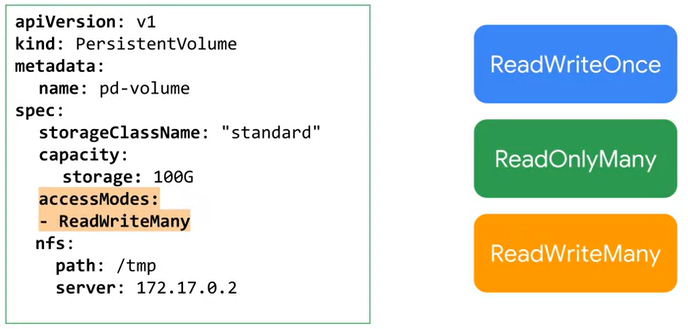 apiVersion: v1
kind: PersistentVolume
metadata:
  name: pd-volume
spec:
  storageClassName: "standard"
  capacity:
    storage: 100G
  accessModes:
  - ReadWriteMany
  nfs:
    path: /tmp
    server: 172.17.0.2
ReadWriteOnce
ReadOnlyMany
ReadWriteMany